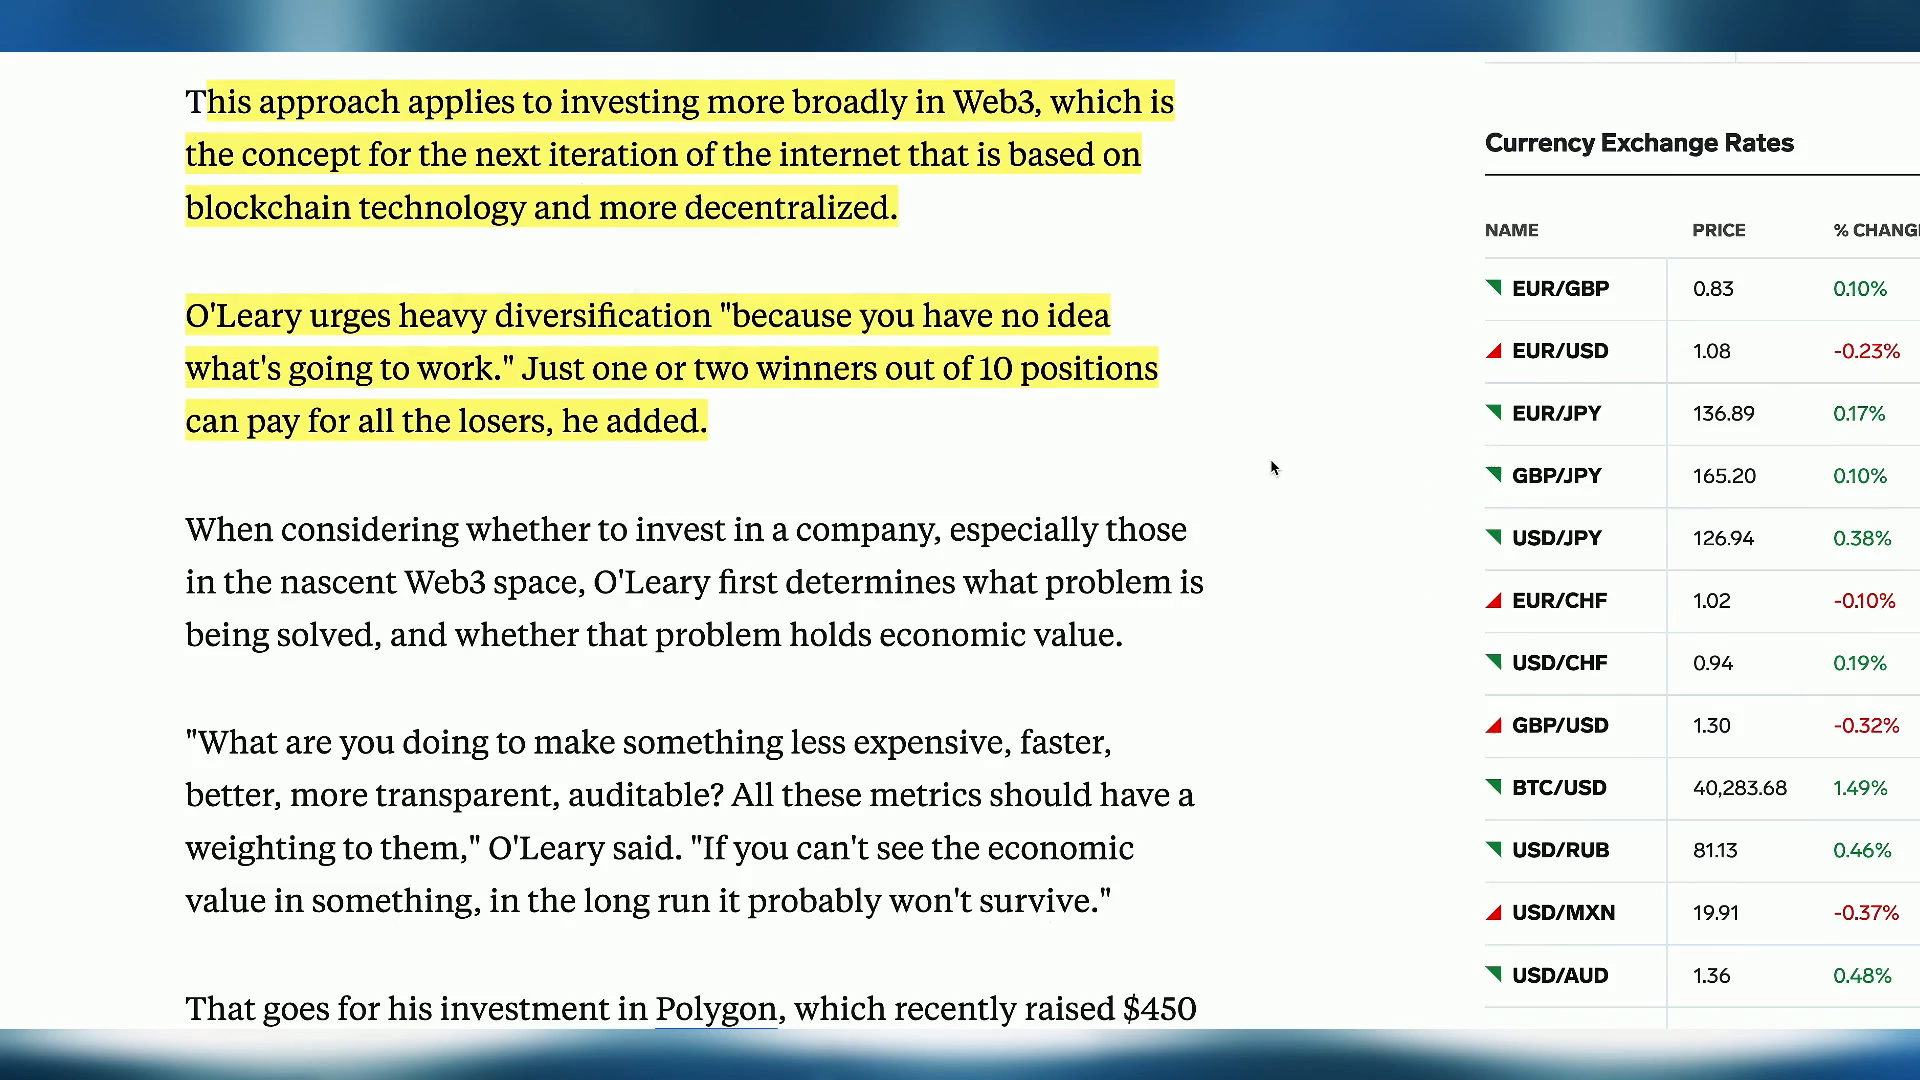 This approach applies to investing more broadly in Web3, which is
the concept for the next iteration of the internet that is based on
blockchain technology and more decentralized.
O'Leary urges heavy diversification "because you have no idea
what's going to work." Just one or two winners out of 10 positions
can pay for all the losers, he added.
When considering whether to invest in a company, especially those
in the nascent Web3 space, O'Leary first determines what problem is
being solved, and whether that problem holds economic value.
"What are you doing to make something less expensive, faster,
better, more transparent, auditable? All these metrics should have a
weighting to them," O'Leary said. "If you can't see the economic
value in something, in the long run it probably won't survive."
That goes for his investment in Polygon, which recently raised $450
Currency Exchange Rates
NAME PRICE % CHANG
EUR/GBP 0.83 0.10%
EUR/USD 1.08 -0.23%
EUR/JPY 136.89 0.17%
GBP/JPY 165.20 0.10%
USD/JPY 126.94 0.38%
EUR/CHF 1.02 -0.10%
USD/CHF 0.94 0.19%
GBP/USD 1.30 -0.32%
BTC/USD 40,283.68 1.49%
USD/RUB 81.13 0.46%
USD/MXN 19.91 -0.37%
USD/AUD 1.36 0.48%